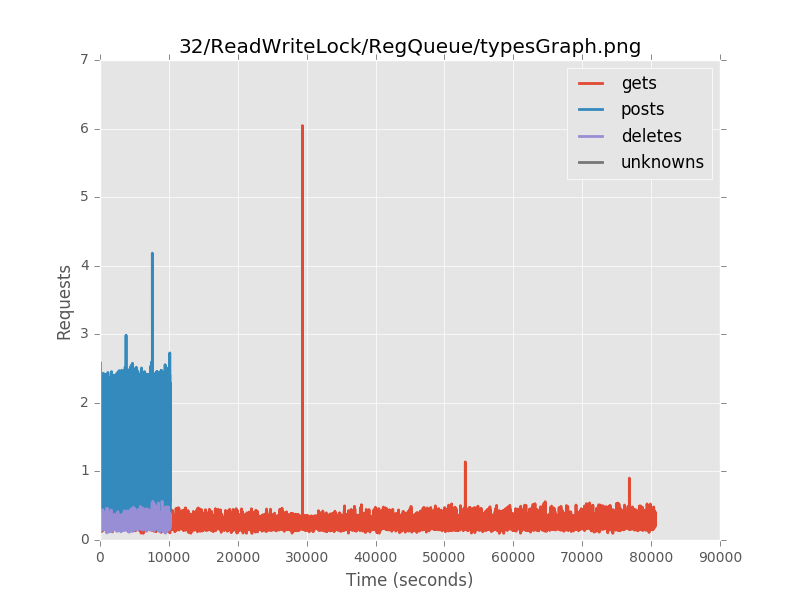 32/ReadWriteLock/RegQueue/typesGraph.png
7
6
5
4
3
2
1
0
Requests
gets
posts
deletes
unknowns
0 10000 20000 30000 40000 50000 60000 70000 80000 90000
Time (seconds)